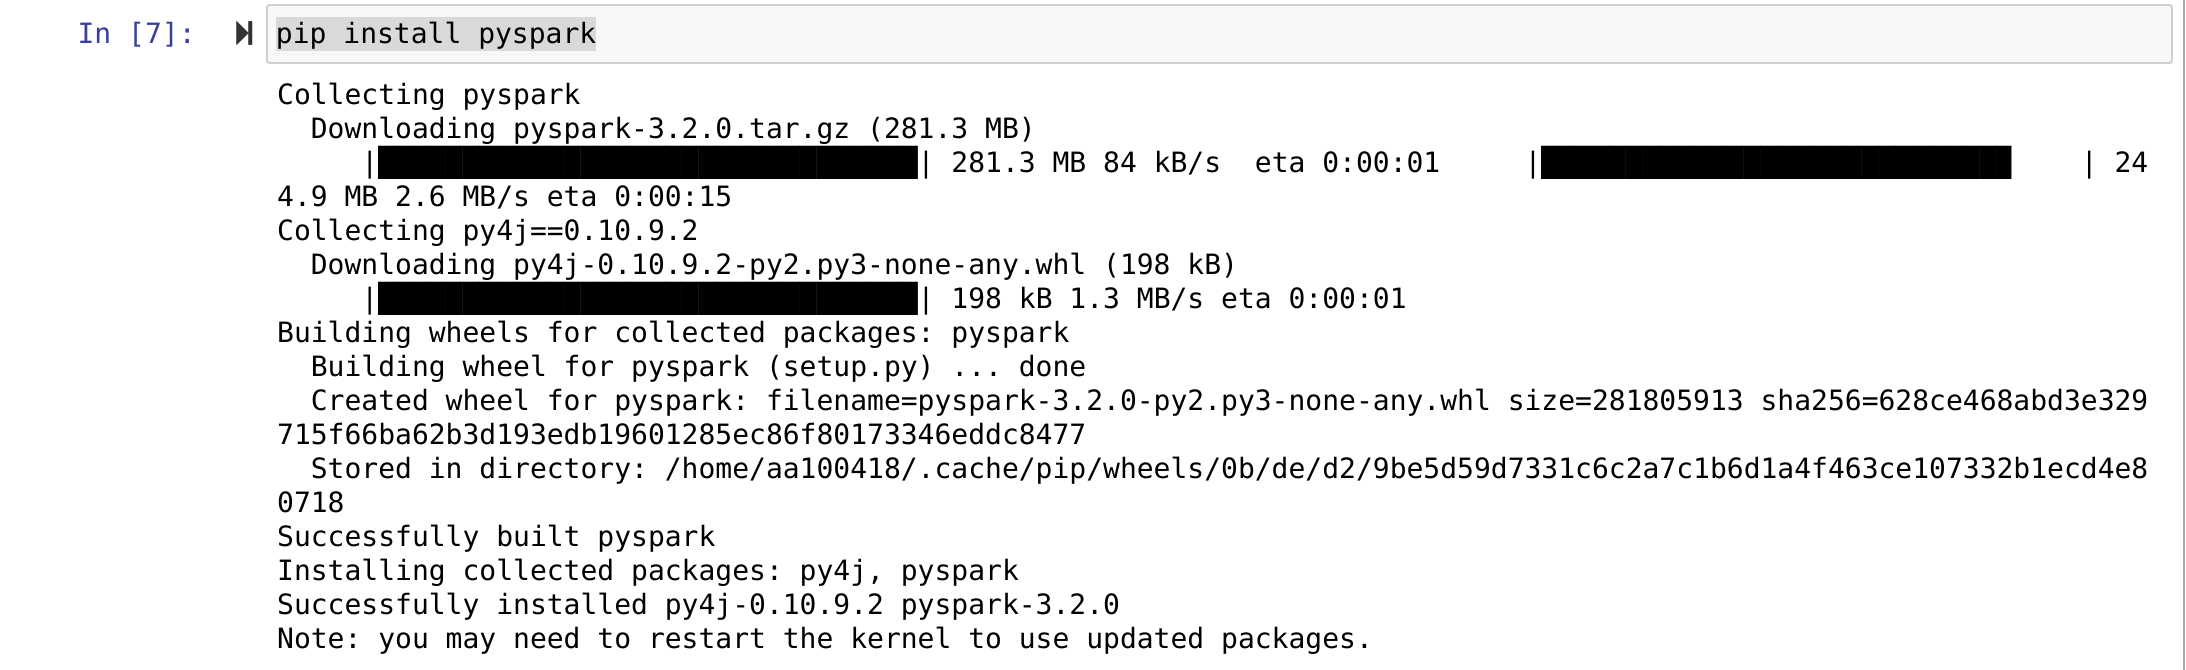 In [7]: pip install pyspark
Collecting pyspark
  Downloading pyspark-3.2.0.tar.gz (281.3 MB)
     |████████████████████████████████| 281.3 MB 84 kB/s  eta 0:00:01     |████████████████████████████    | 24
4.9 MB 2.6 MB/s eta 0:00:15
Collecting py4j==0.10.9.2
  Downloading py4j-0.10.9.2-py2.py3-none-any.whl (198 kB)
     |████████████████████████████████| 198 kB 1.3 MB/s eta 0:00:01
Building wheels for collected packages: pyspark
  Building wheel for pyspark (setup.py) ... done
  Created wheel for pyspark: filename=pyspark-3.2.0-py2.py3-none-any.whl size=281805913 sha256=628ce468abd3e329
715f66ba62b3d193edb19601285ec86f80173346eddc8477
  Stored in directory: /home/aa100418/.cache/pip/wheels/0b/de/d2/9be5d59d7331c6c2a7c1b6d1a4f463ce107332b1ecd4e8
0718
Successfully built pyspark
Installing collected packages: py4j, pyspark
Successfully installed py4j-0.10.9.2 pyspark-3.2.0
Note: you may need to restart the kernel to use updated packages.